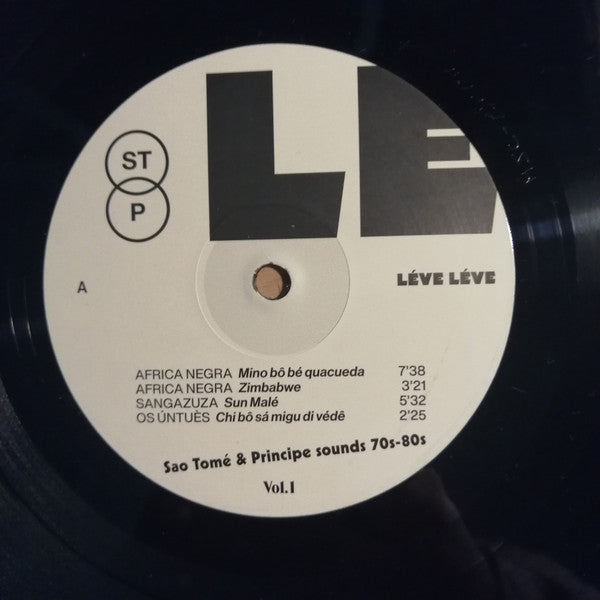 LE
ST
P
A
LÉVE LÉVE
AFRICA NEGRA Mino bô bé quacueda 7'38
AFRICA NEGRA Zimbabwe 3'21
SANGAZUZA Sun Malé 5'32
OS ÚNTUÈS Chi bô sá migu di védê 2'25
Sao Tomé & Principe sounds 70s-80s
Vol.1